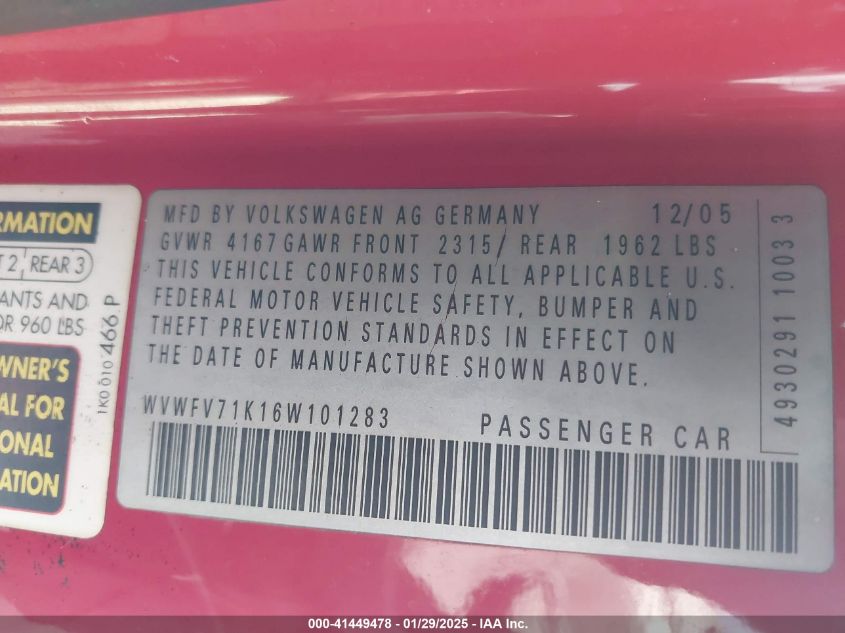 RMATION
T 2 REAR 3
ANTS AND
OR 960 LBS
WNER'S
AL FOR
ONAL
ATION
1K0 010 466 P
MFD BY VOLKSWAGEN AG GERMANY 12/05
GVWR 4167 GAWR FRONT 2315/ REAR 1962 LBS
THIS VEHICLE CONFORMS TO ALL APPLICABLE U.S.
FEDERAL MOTOR VEHICLE SAFETY, BUMPER AND
THEFT PREVENTION STANDARDS IN EFFECT ON
THE DATE OF MANUFACTURE SHOWN ABOVE.
WVWFV71K16W101283 PASSENGER CAR
4930291 1003 3
000-41449478 - 01/29/2025 - IAA Inc.